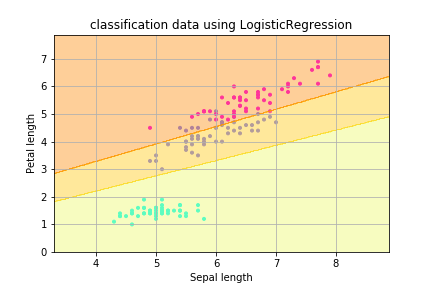 classification data using LogisticRegression
Petal length
7
6
5
4
3
2
1
0
4 5 6 7 8
Sepal length